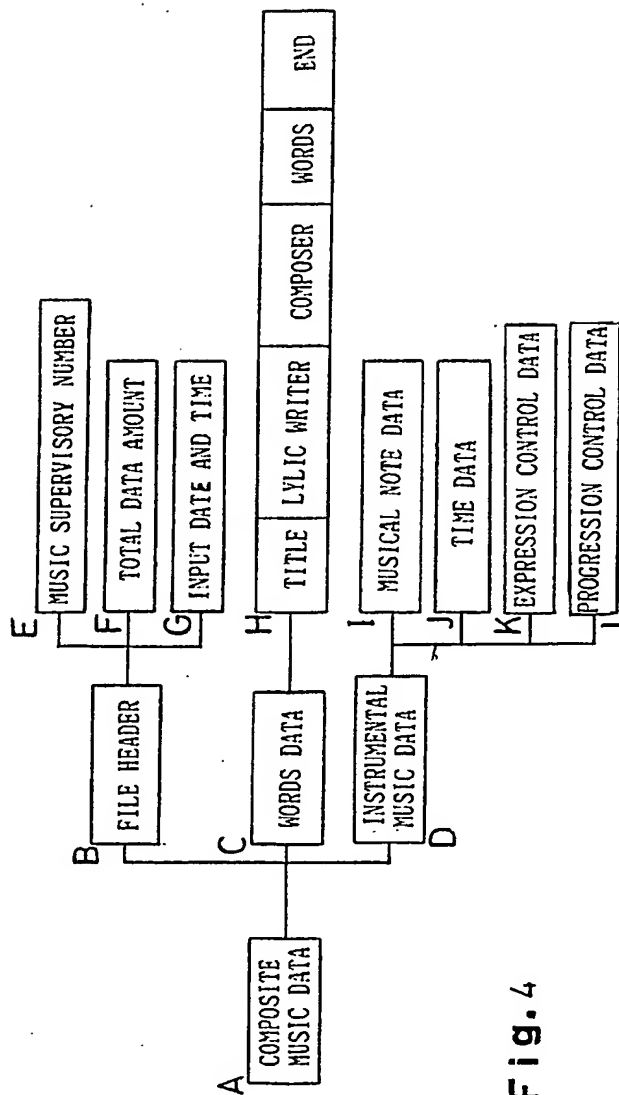 A
COMPOSITE
MUSIC DATA
B
FILE HEADER
E
MUSIC SUPERVISORY NUMBER
F
TOTAL DATA AMOUNT
G
INPUT DATE AND TIME
C
WORDS DATA
H
TITLE
LYLIC WRITER
COMPOSER
WORDS
END
D
INSTRUMENTAL
MUSIC DATA
I
MUSICAL NOTE DATA
J
TIME DATA
K
EXPRESSION CONTROL DATA
L
PROGRESSION CONTROL DATA
Fig. 4